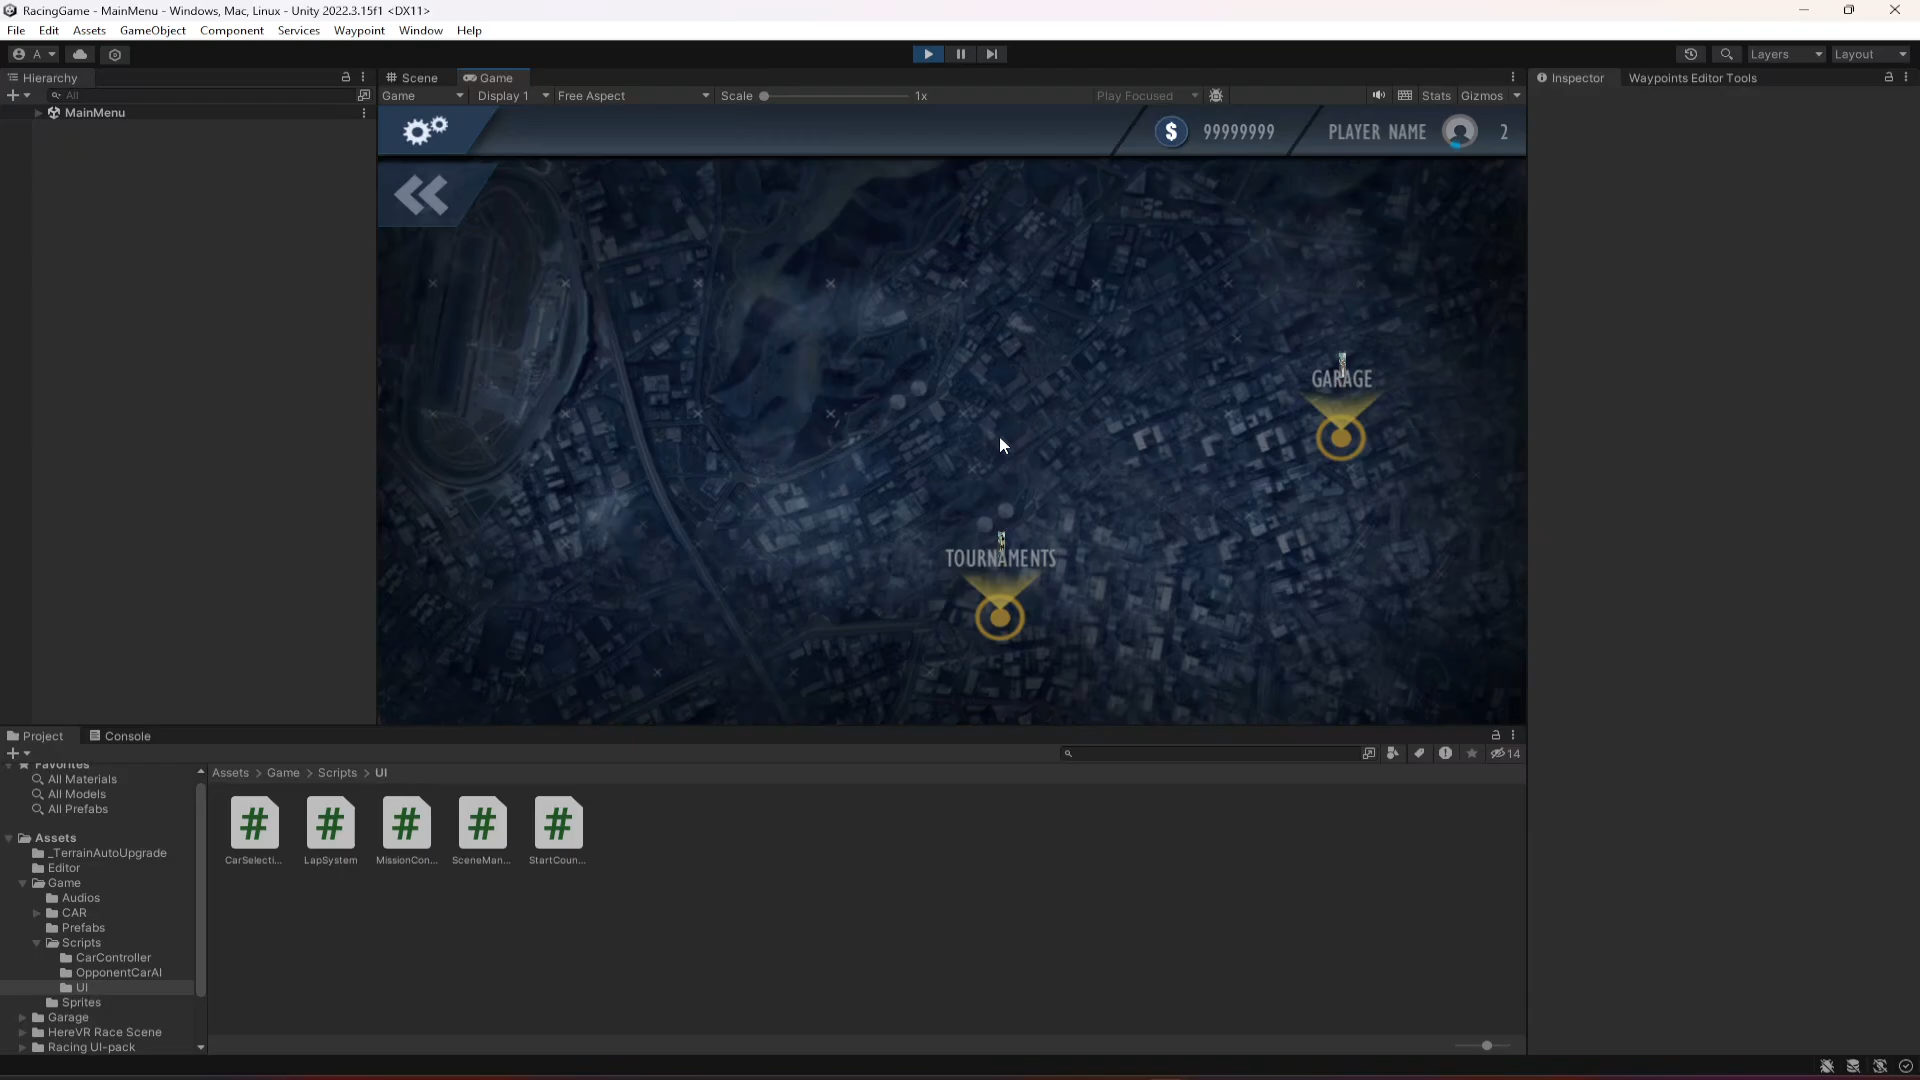 RacingGame - MainMenu - Windows, Mac, Linux - Unity 2022.3.15f1 <DX11>
File Edit Assets GameObject Component Services Waypoint Window Help
A Layers Layout
Hierarchy Scene Game Inspector Waypoints Editor Tools
All Game Display 1 Free Aspect Scale 1x Play Focused Stats Gizmos
MainMenu
$ 99999999 PLAYER NAME 2
GARAGE
TOURNAMENTS
Project Console
14
Favorites
All Materials
All Models
All Prefabs
Assets > Game > Scripts > UI
CarSelecti... LapSystem MissionCon... SceneMan... StartCoun...
Assets
_TerrainAutoUpgrade
Editor
Game
Audios
CAR
Prefabs
Scripts
CarController
OpponentCarAI
UI
Sprites
Garage
HereVR Race Scene
Racing UI-pack